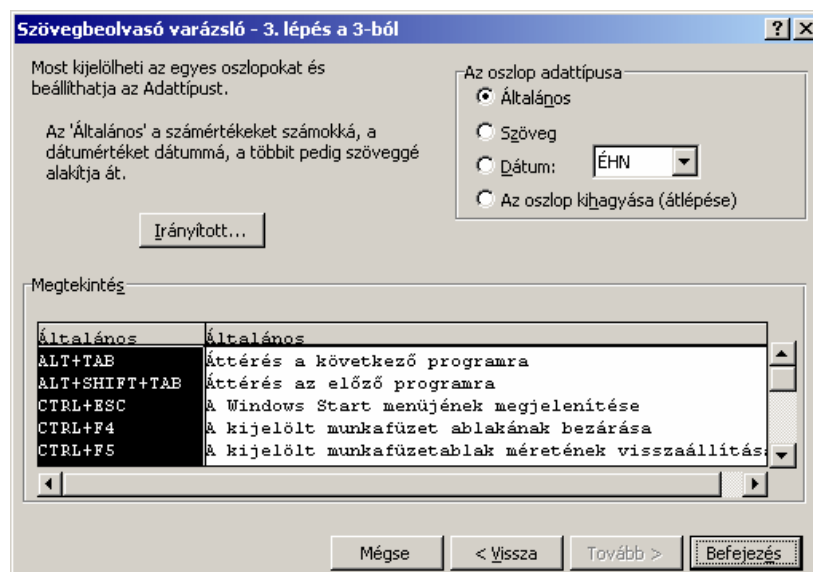 Szövegbeolvasó varázsló - 3. lépés a 3-ból
Most kijelölheti az egyes oszlopokat és
beállíthatja az Adattípust.
Az 'Általános' a számértékeket számokká, a
dátumértéket dátummá, a többit pedig szöveggé
alakítja át.
Irányított...
Az oszlop adattípusa
Általános
Szöveg
Dátum: ÉHN
Az oszlop kihagyása (átlépése)
Megtekintés
Általános Általános
ALT+TAB Áttérés a következő programra
ALT+SHIFT+TAB Áttérés az előző programra
CTRL+ESC A Windows Start menüjének megjelenítése
CTRL+F4 A kijelölt munkafüzet ablakának bezárása
CTRL+F5 A kijelölt munkafüzetablak méretének visszaállítás
Mégse < Vissza Tovább > Befejezés